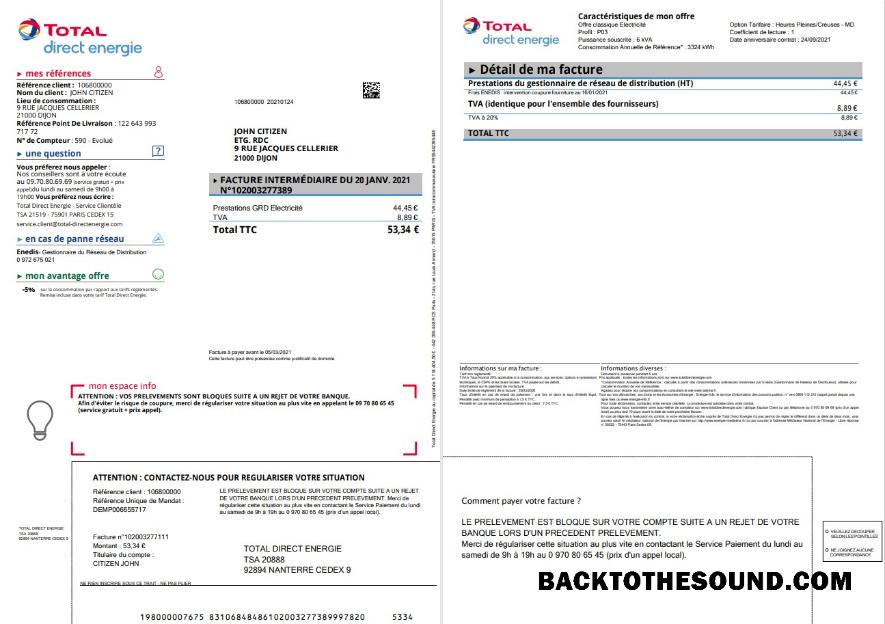 TOTAL
direct energie
► mes références
Référence client : 106800000
Nom du client : JOHN CITIZEN
Lieu de consommation :
9 RUE JACQUES CELLERIER
21000 DIJON
Référence Point De Livraison : 122 643 993
717 72
N° de Compteur : 590 - Evolué
► une question
Vous préferez nous appeler :
Nos conseillers sont à votre écoute
au 09.70.80.69.69 (service gratuit + prix
appel)du lundi au samedi de 9h00 à
19h00 Vous préferez nous écrire :
Total Direct Energie - Service Clientèle
TSA 21519 - 75901 PARIS CEDEX 15
service.client@total-directenergie.com
► en cas de panne réseau
Enedis- Gestionnaire du Réseau de Distribution
0 972 675 021
► mon avantage offre
-5% sur la consommation par rapport aux tarifs réglementés.
Remise incluse dans votre tarif Total Direct Energie.
106800000 20210124
JOHN CITIZEN
ETG. RDC
9 RUE JACQUES CELLERIER
21000 DIJON
► FACTURE INTERMÉDIAIRE DU 20 JANV. 2021
N°102003277389
Prestations GRD Electricité 44,45 €
TVA 8,89 €
Total TTC 53,34 €
Facture à payer avant le 05/03/2021
Cette facture peut être présentée comme justificatif de domicile
mon espace info
ATTENTION : VOS PRELEVEMENTS SONT BLOQUES SUITE A UN REJET DE VOTRE BANQUE.
Afin d'éviter le risque de coupure, merci de régulariser votre situation au plus vite en appelant le 09 70 80 65 45
(service gratuit + prix appel).
ATTENTION : CONTACTEZ-NOUS POUR REGULARISER VOTRE SITUATION
Référence client : 106800000
Référence Unique de Mandat :
DEMP006655717
LE PRELEVEMENT EST BLOQUE SUR VOTRE COMPTE SUITE A UN REJET
DE VOTRE BANQUE LORS D'UN PRECEDENT PRELEVEMENT. Merci de
régulariser cette situation au plus vite en contactant le Service Paiement du lundi
au samedi de 9h à 19h au 0 970 80 65 45 (prix d'un appel local).
TOTAL DIRECT ENERGIE
TSA 20888
92894 NANTERRE CEDEX 9
Facture n°102003277111
Montant : 53,34 €
Titulaire du compte :
CITIZEN JOHN
TOTAL DIRECT ENERGIE
TSA 20888
92894 NANTERRE CEDEX 9
NE RIEN INSCRIRE SOUS CE TRAIT - NE PAS PLIER
198000007675 831068484861020032773899​97820 5334
TOTAL
direct energie
Caractéristiques de mon offre
Offre classique Electricité
Profil : P03
Puissance souscrite : 6 kVA
Consommation Annuelle de Référence* : 3324 kWh
Option Tarifaire : Heures Pleines/Creuses - MD
Coefficient de lecture : 1
Date anniversaire contrat : 24/09/2021
► Détail de ma facture
Prestations du gestionnaire de réseau de distribution (HT) 44,45 €
Frais ENEDIS intervention coupure fourniture au 16/01/2021 44,45 €
TVA (identique pour l'ensemble des fournisseurs) 8,89 €
TVA à 20% 8,89 €
TOTAL TTC 53,34 €
Informations sur ma facture :
Informations diverses :
Comment payer votre facture ?
LE PRELEVEMENT EST BLOQUE SUR VOTRE COMPTE SUITE A UN REJET DE VOTRE
BANQUE LORS D'UN PRECEDENT PRELEVEMENT.
Merci de régulariser cette situation au plus vite en contactant le Service Paiement du lundi au
samedi de 9h à 19h au 0 970 80 65 45 (prix d'un appel local).
VEUILLEZ DECOUPER
SELON LES POINTILLES
NE JOIGNEZ AUCUNE
CORRESPONDANCE
BACKTOTHESOUND.COM